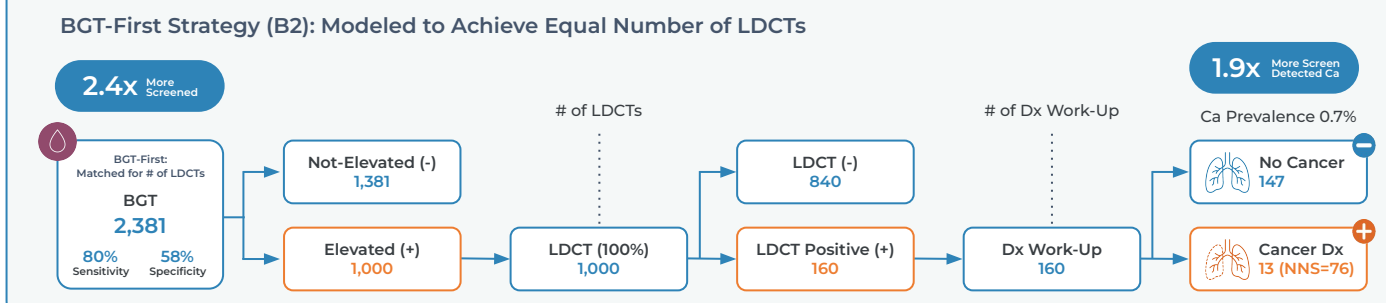 BGT-First Strategy (B2): Modeled to Achieve Equal Number of LDCTs
2.4x More
Screened
1.9x More Screen
Detected Ca
# of LDCTs
# of Dx Work-Up
Ca Prevalence 0.7%
BGT-First:
Matched for # of LDCTs
BGT
2,381
80%
Sensitivity
58%
Specificity
Not-Elevated (-)
1,381
Elevated (+)
1,000
LDCT (100%)
1,000
LDCT (-)
840
LDCT Positive (+)
160
Dx Work-Up
160
No Cancer
147
Cancer Dx
13 (NNS=76)